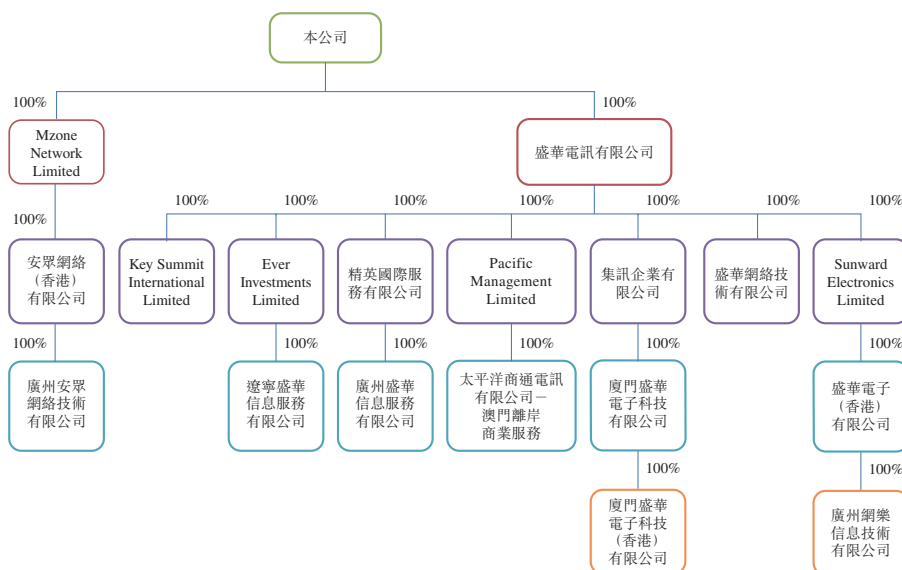 本公司
100%
100%
Mzone
Network
Limited
盛華電訊有限公司
100%
100%
100%
100%
100%
100%
100%
100%
安眾網絡
(香港)
有限公司
Key Summit
International
Limited
Ever
Investments
Limited
精英國際服
務有限公司
Pacific
Management
Limited
集訊企業有
限公司
盛華網絡技
術有限公司
Sunward
Electronics
Limited
100%
100%
100%
100%
100%
100%
廣州安眾
網絡技術
有限公司
遼寧盛華
信息服務
有限公司
廣州盛華
信息服務
有限公司
太平洋商通電訊
有限公司－
澳門離岸
商業服務
廈門盛華
電子科技
有限公司
盛華電子
(香港)
有限公司
100%
100%
廈門盛華
電子科技
(香港)
有限公司
廣州網樂
信息技術
有限公司